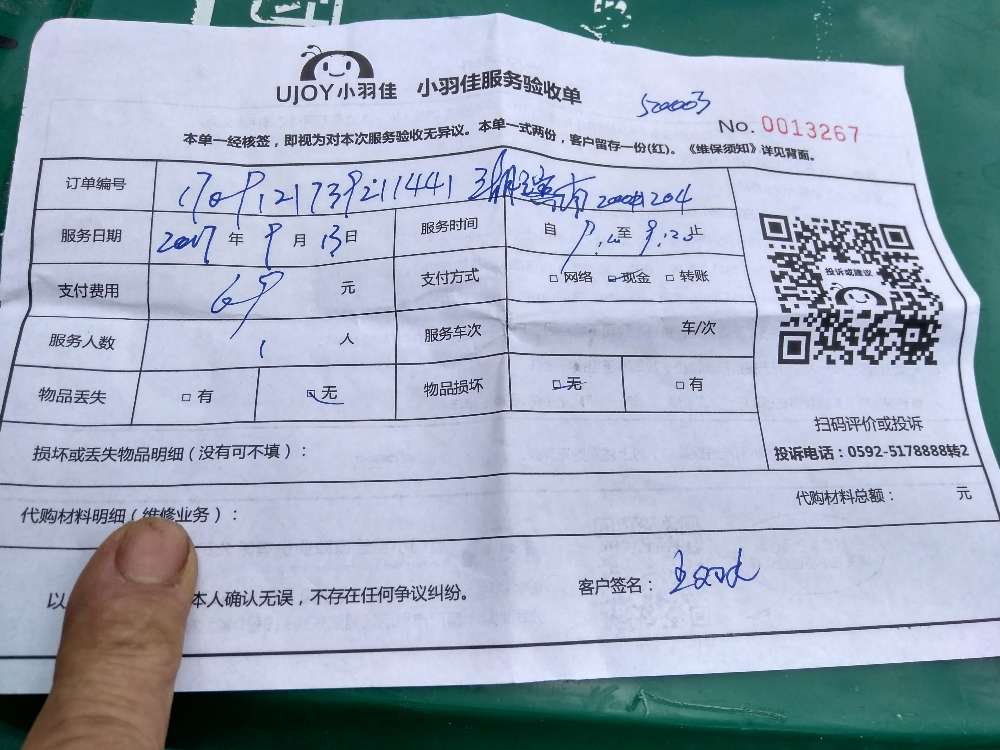 UJOY小羽佳 小羽佳服务验收单
No. 0013267
本单一经核签，即视为对本次服务验收无异议。本单一式两份，客户留存一份(红)。《维保须知》详见背面。
订单编号
服务日期 2017 年 9 月 13 日 服务时间 自 至 止
支付费用 69 元 支付方式 □ 网络 □ 现金 □ 转账
服务人数 1 人 服务车次 车/次
物品丢失 □ 有 □ 无 物品损坏 □ 无 □ 有
投诉或建议
扫码评价或投诉
投诉电话：0592-5178888转2
损坏或丢失物品明细（没有可不填）：
代购材料总额： 元
代购材料明细（维修业务）：
以 本人确认无误，不存在任何争议纠纷。 客户签名：